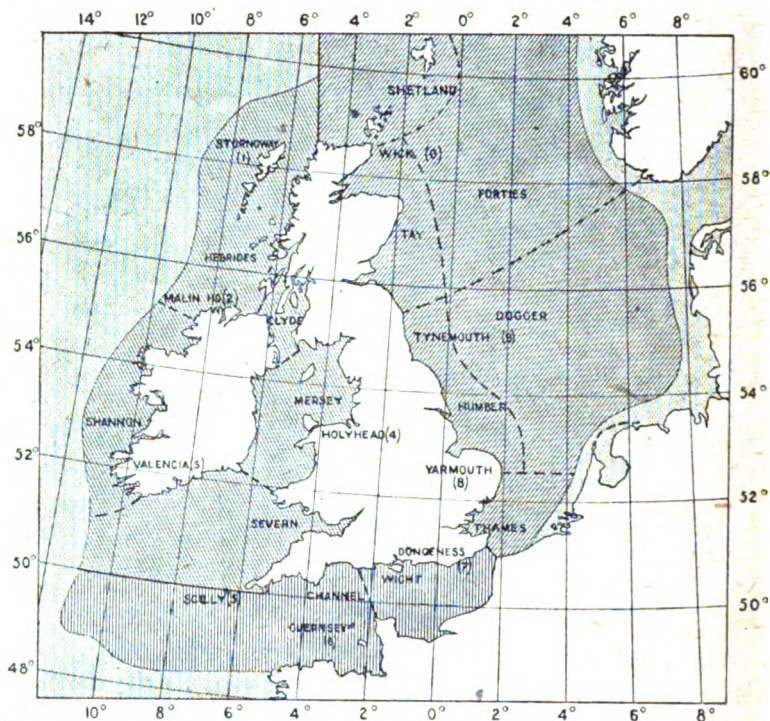 14° 12° 10° 8° 6° 4° 2° 0° 2° 4° 6° 8°
60°
SHETLAND
58°
STORNOWAY
(1)
WICK (0)
FORTIES
58°
TAY
56°
HEBRIDES
56°
MALIN HD (2)
CLYDE
DOGGER
TYNEMOUTH (9)
54°
54°
MERSEY
HUMBER
SHANNON
HOLYHEAD (4)
52°
VALENCIA (3)
YARMOUTH
(8)
52°
SEVERN
THAMES
DUNGENESS
(7)
50°
WIGHT
SCILLY (5)
CHANNEL
50°
GUERNSEY
(6)
48°
10° 8° 6° 4° 2° 0° 2° 4° 6° 8°